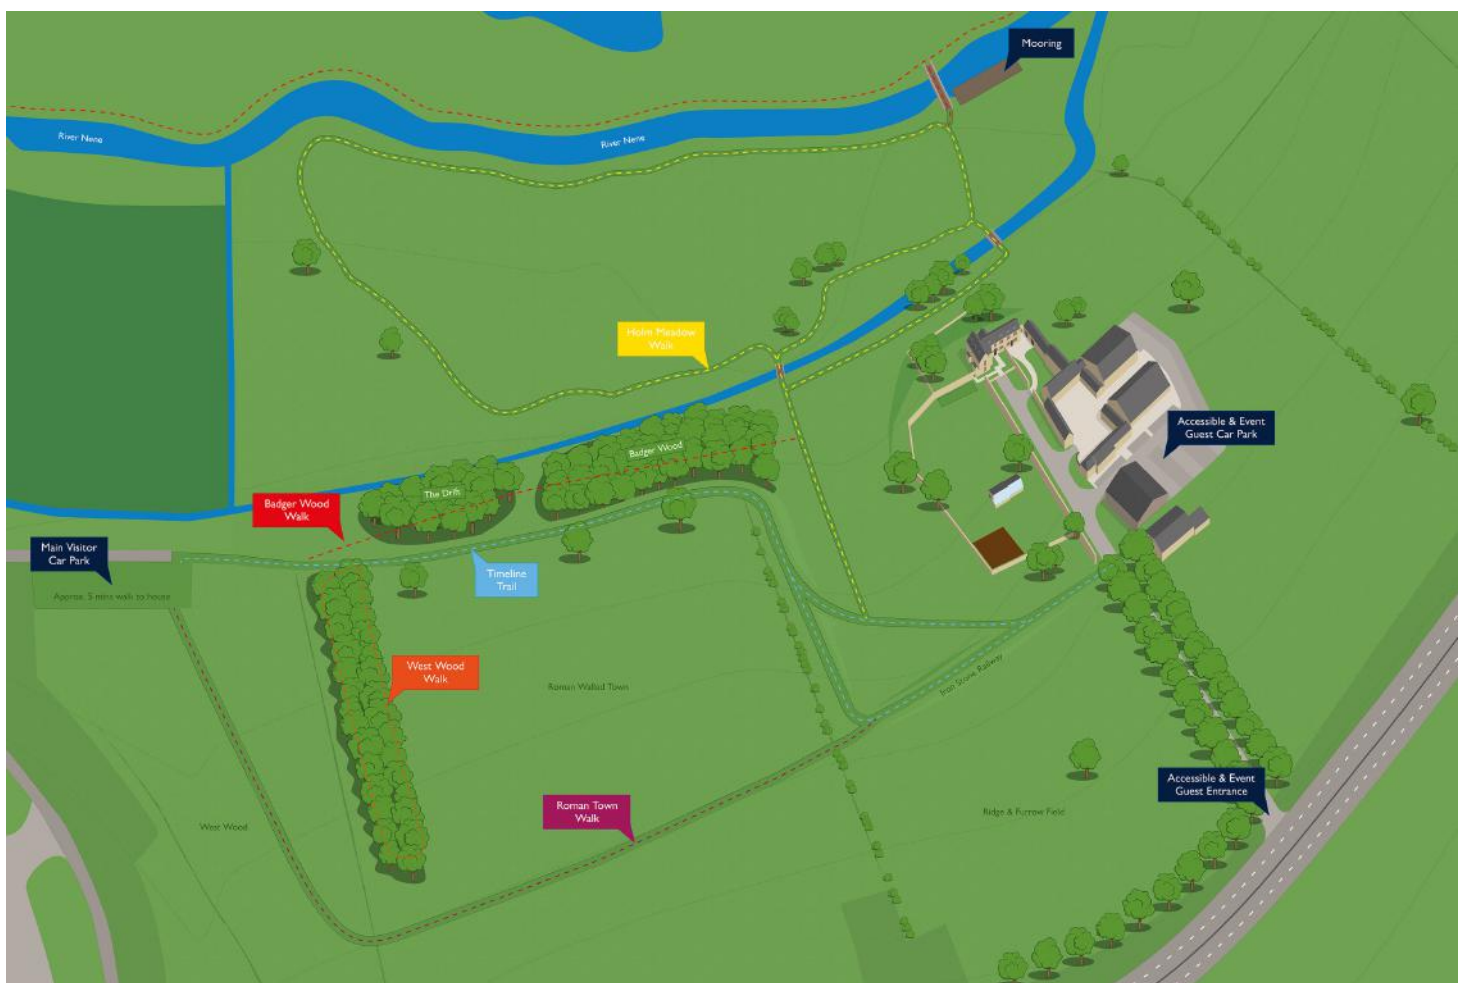 Mooring
River Nene
River Nene
Holm Meadow
Walk
Accessible & Event
Guest Car Park
Badger Wood
The Drift
Badger Wood
Walk
Main Visitor
Car Park
Approx. 5 mins walk to house
Timeline
Trail
West Wood
Walk
Roman Walled Town
Iron Stone Railway
Accessible & Event
Guest Entrance
Roman Town
Walk
West Wood
Ridge & Furrow Field